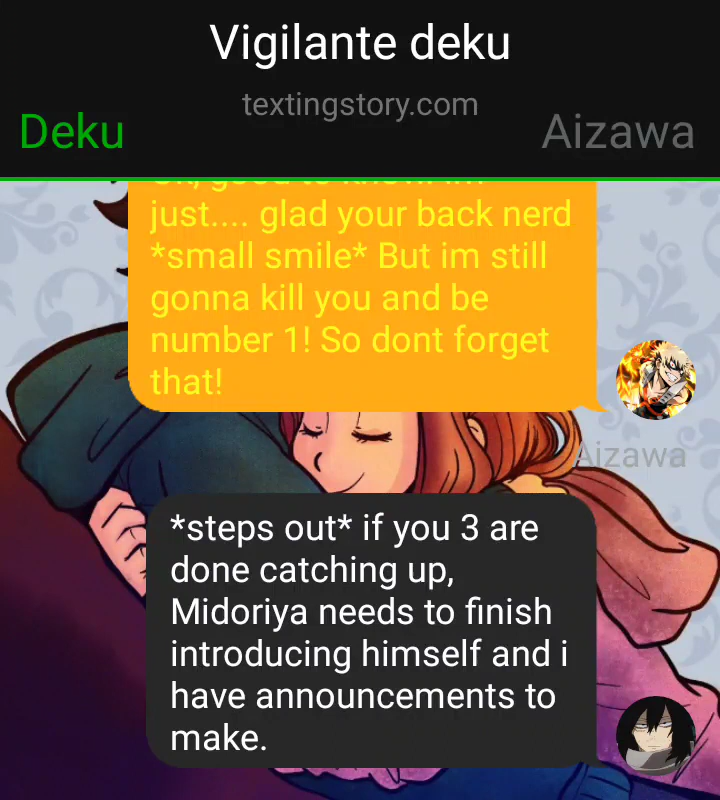 Vigilante deku
textingstory.com
Deku
Aizawa
just.... glad your back nerd
*small smile* But im still
gonna kill you and be
number 1! So dont forget
that!
Aizawa
*steps out* if you 3 are
done catching up,
Midoriya needs to finish
introducing himself and i
have announcements to
make.